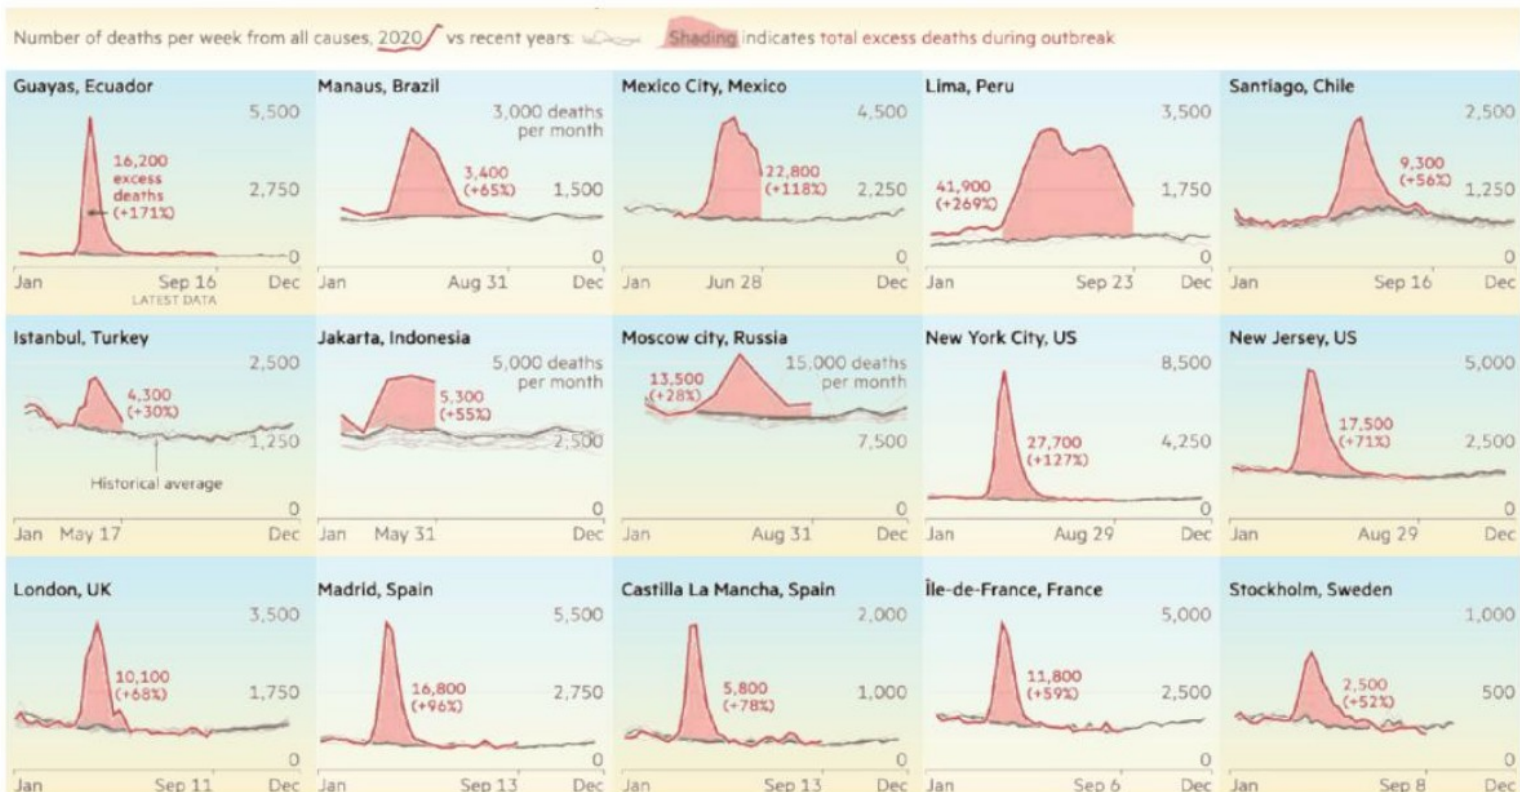 Number of deaths per week from all causes, 2020 vs recent years: Shading indicates total excess deaths during outbreak
Guayas, Ecuador
5,500
16,200
excess
deaths
(+171%)
2,750
0
Jan Sep 16 Dec
LATEST DATA
Manaus, Brazil
3,000 deaths
per month
3,400
(+65%)
1,500
0
Jan Aug 31 Dec
Mexico City, Mexico
4,500
22,800
(+118%)
2,250
0
Jan Jun 28 Dec
Lima, Peru
3,500
41,900
(+269%)
1,750
0
Jan Sep 23 Dec
Santiago, Chile
2,500
9,300
(+56%)
1,250
0
Jan Sep 16 Dec
Istanbul, Turkey
2,500
4,300
(+30%)
1,250
Historical average
0
Jan May 17 Dec
Jakarta, Indonesia
5,000 deaths
per month
5,300
(+55%)
2,500
0
Jan May 31 Dec
Moscow city, Russia
15,000 deaths
per month
13,500
(+28%)
7,500
0
Jan Aug 31 Dec
New York City, US
8,500
27,700
(+127%)
4,250
0
Jan Aug 29 Dec
New Jersey, US
5,000
17,500
(+71%)
2,500
0
Jan Aug 29 Dec
London, UK
3,500
10,100
(+68%)
1,750
0
Jan Sep 11 Dec
Madrid, Spain
5,500
16,800
(+96%)
2,750
0
Jan Sep 13 Dec
Castilla La Mancha, Spain
2,000
5,800
(+78%)
1,000
0
Jan Sep 13 Dec
Île-de-France, France
5,000
11,800
(+59%)
2,500
0
Jan Sep 6 Dec
Stockholm, Sweden
1,000
2,500
(+52%)
500
0
Jan Sep 8 Dec